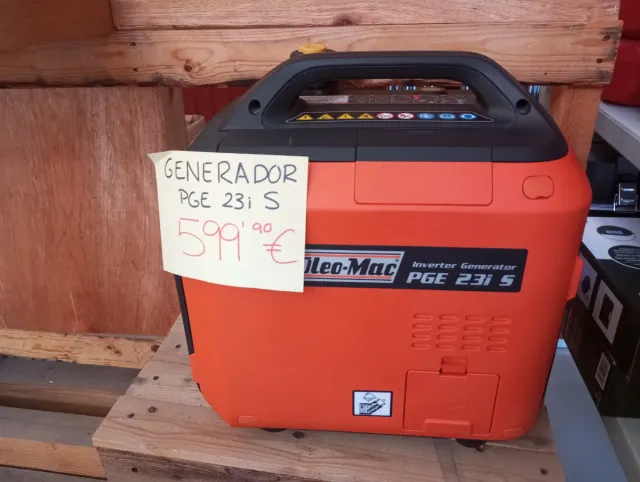 GENERADOR
PGE 23i S
599'90€
Oleo-Mac
Inverter Generator
PGE 23i S